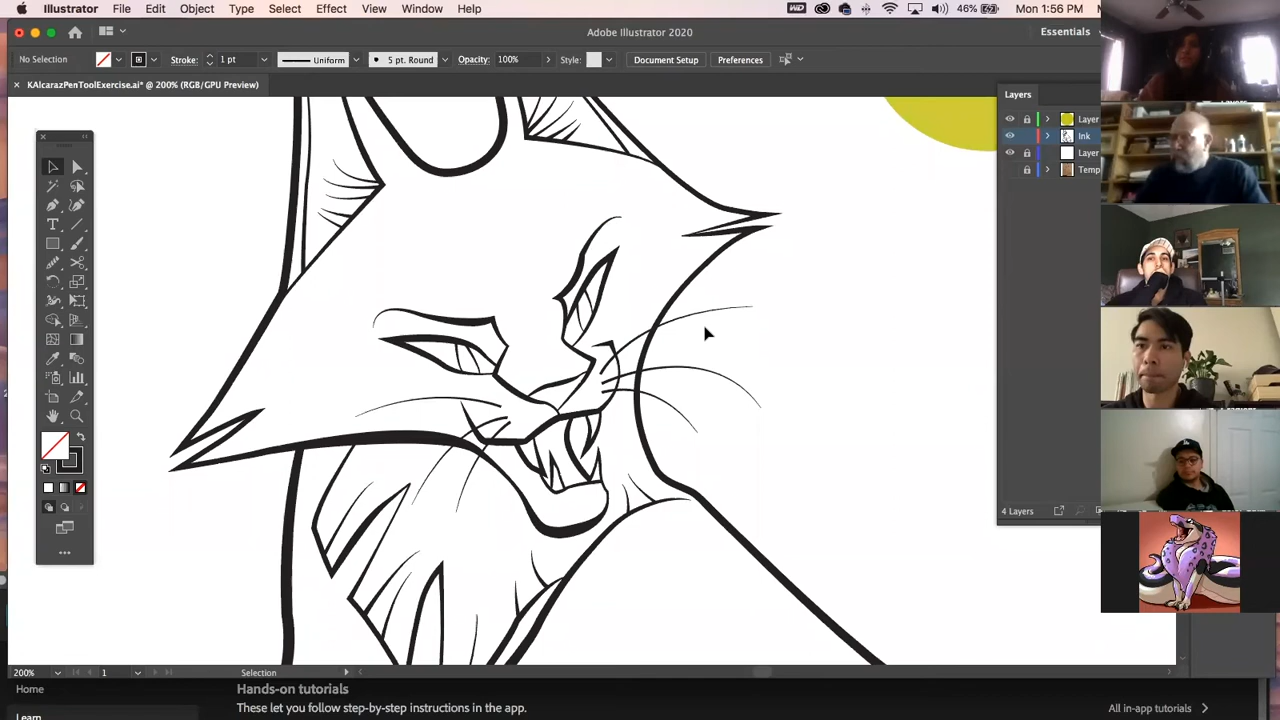 Illustrator File Edit Object Type Select Effect View Window Help
46% Mon 1:56 PM
Adobe Illustrator 2020
Essentials
No Selection Stroke: 1 pt Uniform 5 pt. Round Opacity: 100% Style: Document Setup Preferences
× KAlcarazPenToolExercise.ai* @ 200% (RGB/GPU Preview)
Layers
Layer
Ink
Layer
Temp
4 Layers
200% 1 Selection
Home
Hands-on tutorials
Learn
These let you follow step-by-step instructions in the app.
All in-app tutorials